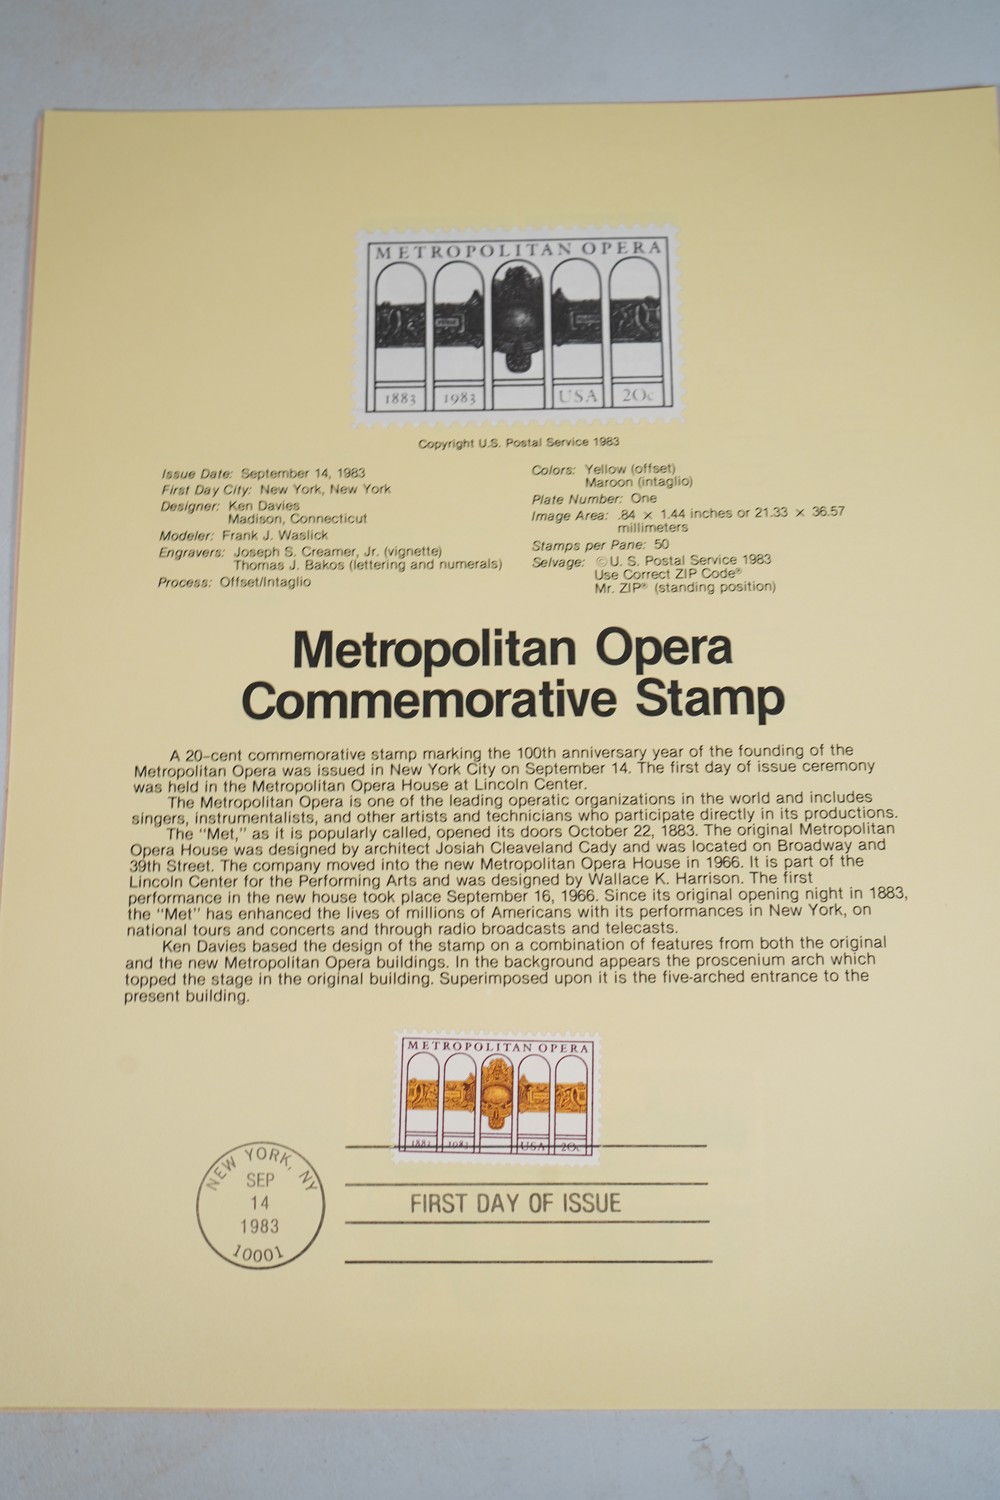 METROPOLITAN OPERA
1883 1983 USA 20c
Copyright U.S. Postal Service 1983
Issue Date: September 14, 1983
First Day City: New York, New York
Designer: Ken Davies
Madison, Connecticut
Modeler: Frank J. Waslick
Engravers: Joseph S. Creamer, Jr. (vignette)
Thomas J. Bakos (lettering and numerals)
Process: Offset/Intaglio
Colors: Yellow (offset)
Maroon (intaglio)
Plate Number: One
Image Area: .84 × 1.44 inches or 21.33 × 36.57
millimeters
Stamps per Pane: 50
Selvage: ©U. S. Postal Service 1983
Use Correct ZIP Code®
Mr. ZIP® (standing position)
Metropolitan Opera
Commemorative Stamp
A 20-cent commemorative stamp marking the 100th anniversary year of the founding of the
Metropolitan Opera was issued in New York City on September 14. The first day of issue ceremony
was held in the Metropolitan Opera House at Lincoln Center.
The Metropolitan Opera is one of the leading operatic organizations in the world and includes
singers, instrumentalists, and other artists and technicians who participate directly in its productions.
The "Met," as it is popularly called, opened its doors October 22, 1883. The original Metropolitan
Opera House was designed by architect Josiah Cleaveland Cady and was located on Broadway and
39th Street. The company moved into the new Metropolitan Opera House in 1966. It is part of the
Lincoln Center for the Performing Arts and was designed by Wallace K. Harrison. The first
performance in the new house took place September 16, 1966. Since its original opening night in 1883,
the "Met" has enhanced the lives of millions of Americans with its performances in New York, on
national tours and concerts and through radio broadcasts and telecasts.
Ken Davies based the design of the stamp on a combination of features from both the original
and the new Metropolitan Opera buildings. In the background appears the proscenium arch which
topped the stage in the original building. Superimposed upon it is the five-arched entrance to the
present building.
METROPOLITAN OPERA
1883 1983 USA 20c
NEW YORK, NY
SEP
14
1983
10001
FIRST DAY OF ISSUE